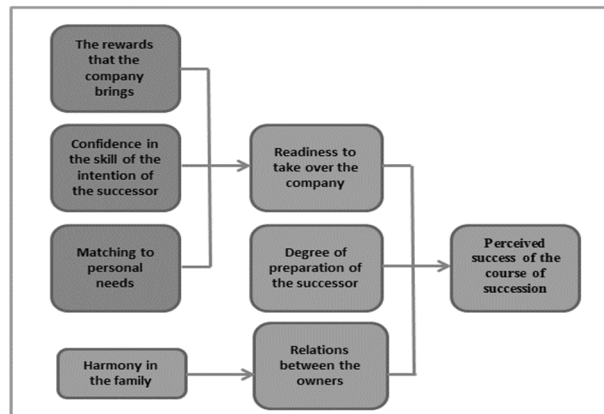 The rewards
that the
company
brings
Confidence in
the skill of the
intention of
the successor
Matching to
personal
needs
Harmony in
the family
Readiness to
take over the
company
Degree of
preparation of
the successor
Relations
between the
owners
Perceived
success of the
course of
succession